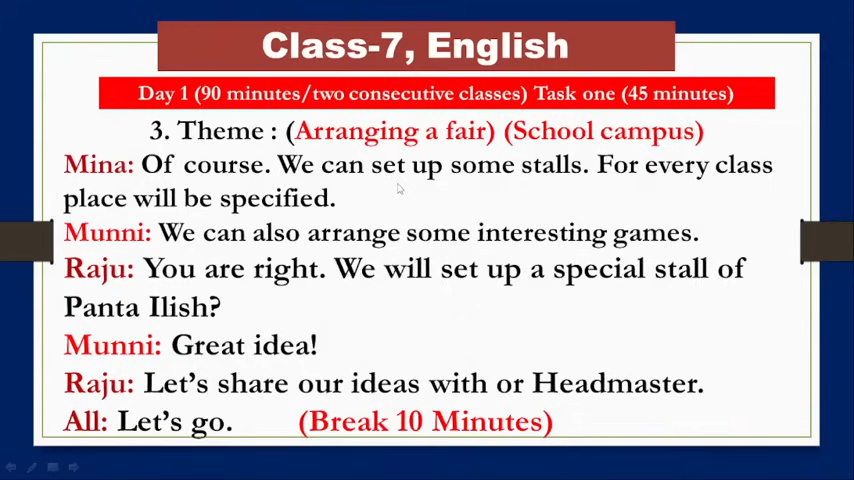 Class-7, English
Day 1 (90 minutes/two consecutive classes) Task one (45 minutes)
3. Theme : (Arranging a fair) (School campus)
Mina: Of course. We can set up some stalls. For every class
place will be specified.
Munni: We can also arrange some interesting games.
Raju: You are right. We will set up a special stall of
Panta Ilish?
Munni: Great idea!
Raju: Let's share our ideas with or Headmaster.
All: Let's go. (Break 10 Minutes)